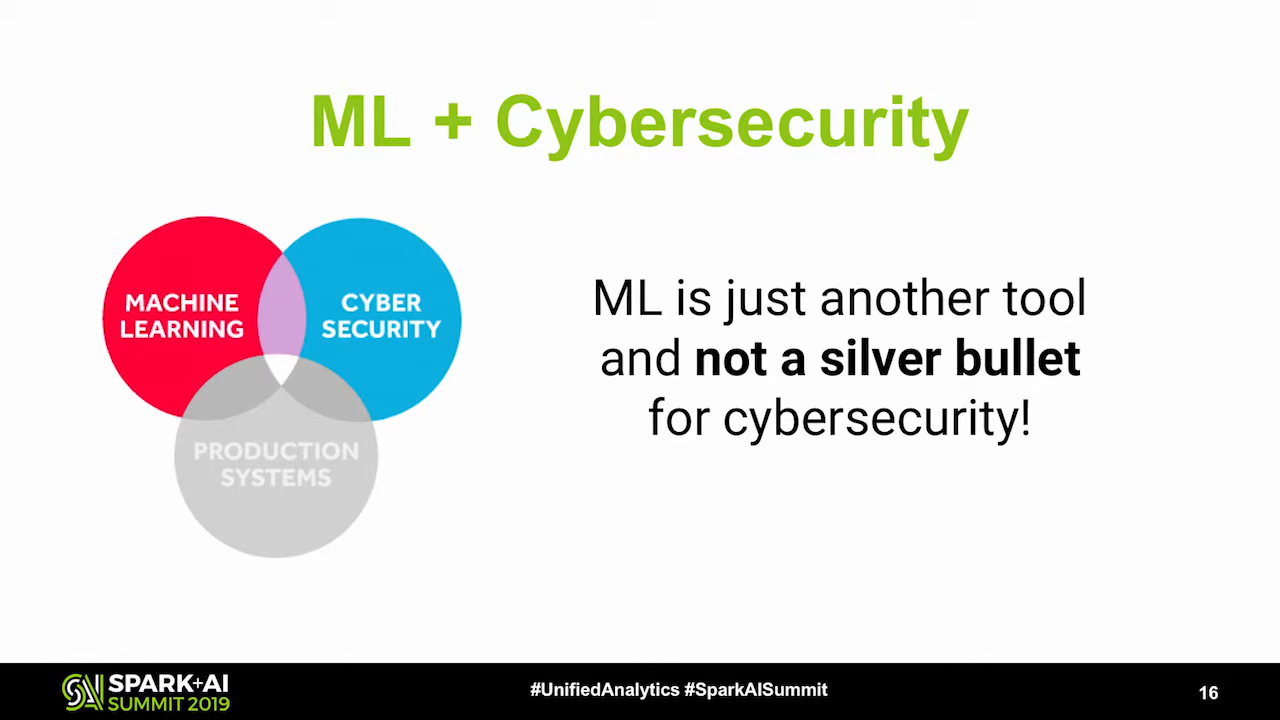 ML + Cybersecurity
MACHINE
LEARNING
CYBER
SECURITY
PRODUCTION
SYSTEMS
ML is just another tool
and not a silver bullet
for cybersecurity!
SPARK+AI
SUMMIT 2019
#UnifiedAnalytics #SparkAISummit
16